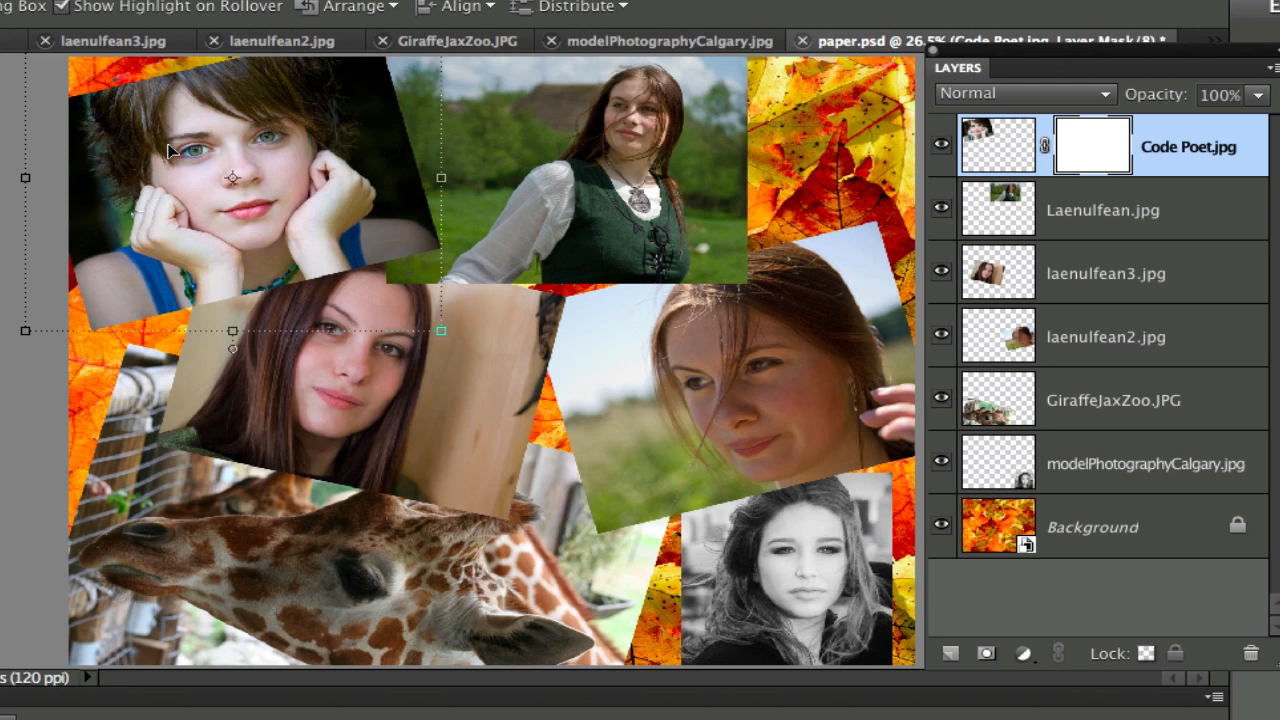 ng Box Show Highlight on Rollover Arrange Align Distribute
laenulfean3.jpg laenulfean2.jpg GiraffeJaxZoo.JPG modelPhotographyCalgary.jpg paper.psd @ 26.5% (Code Poet.jpg, Layer Mask/8) *
LAYERS
Normal Opacity: 100%
Code Poet.jpg
Laenulfean.jpg
laenulfean3.jpg
laenulfean2.jpg
GiraffeJaxZoo.JPG
modelPhotographyCalgary.jpg
Background
Lock:
s (120 ppi)